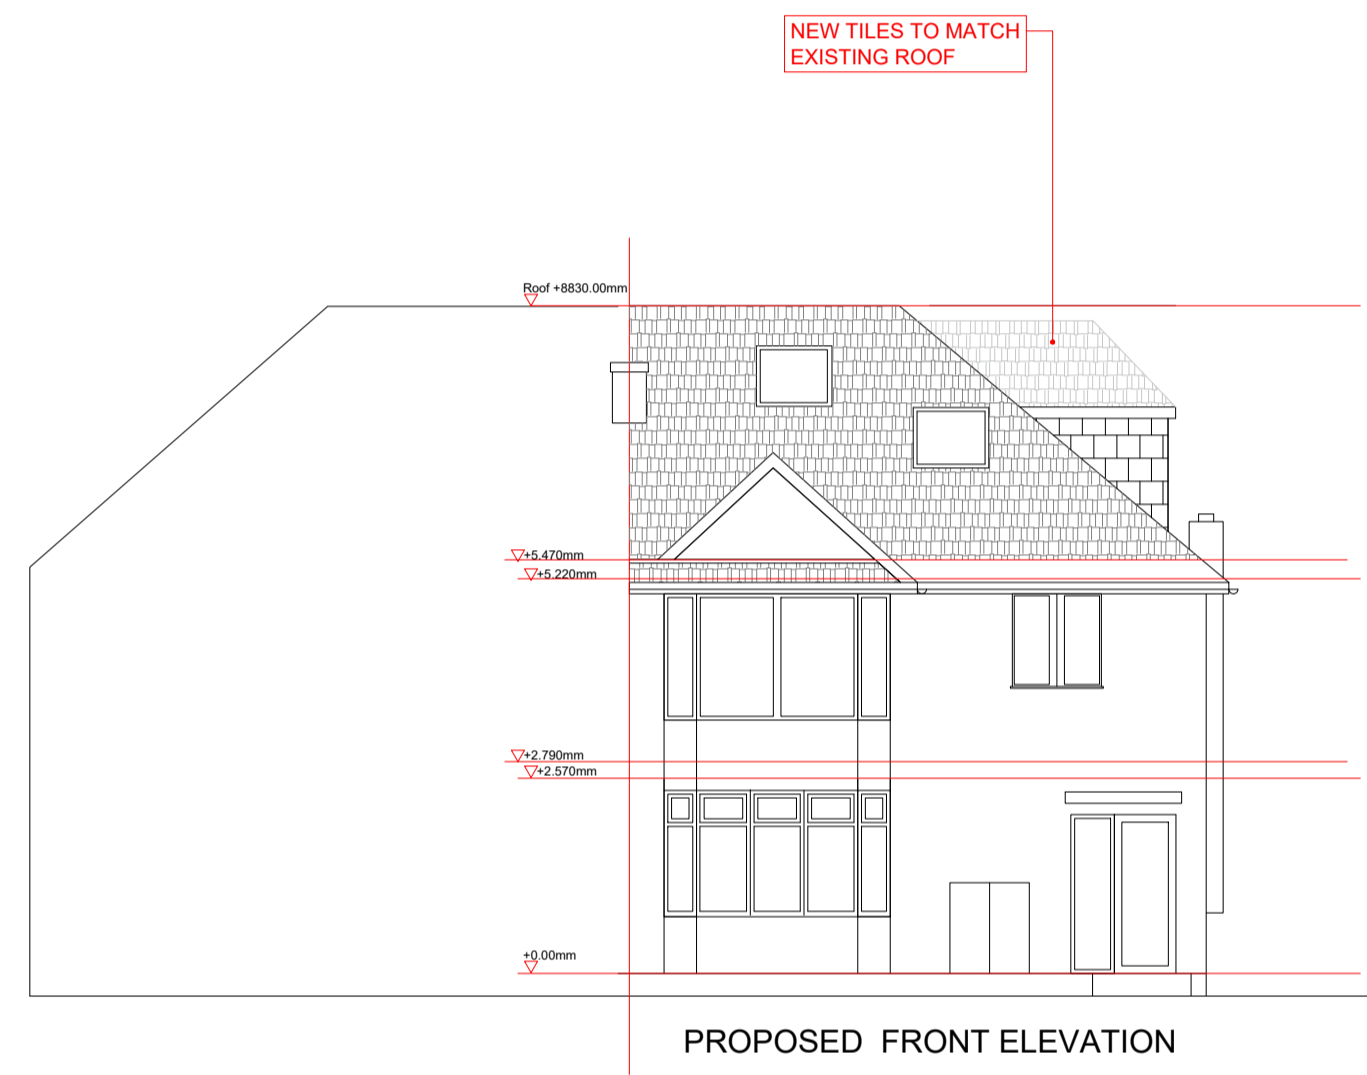 NEW TILES TO MATCH
EXISTING ROOF
Roof +8830.00mm
+5.470mm
+5.220mm
+2.790mm
+2.570mm
+0.00mm
PROPOSED FRONT ELEVATION